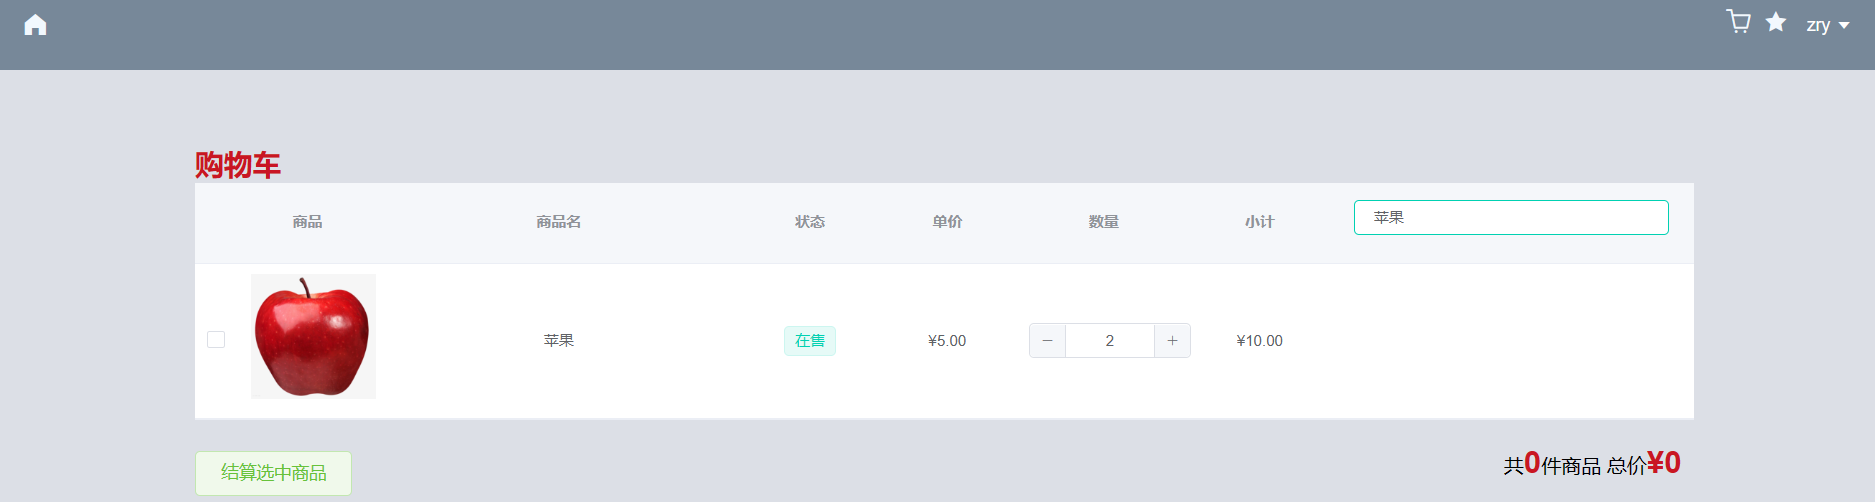 zry
购物车
商品 商品名 状态 单价 数量 小计 苹果
苹果 在售 ¥5.00 2 ¥10.00
结算选中商品 共0件商品 总价¥0